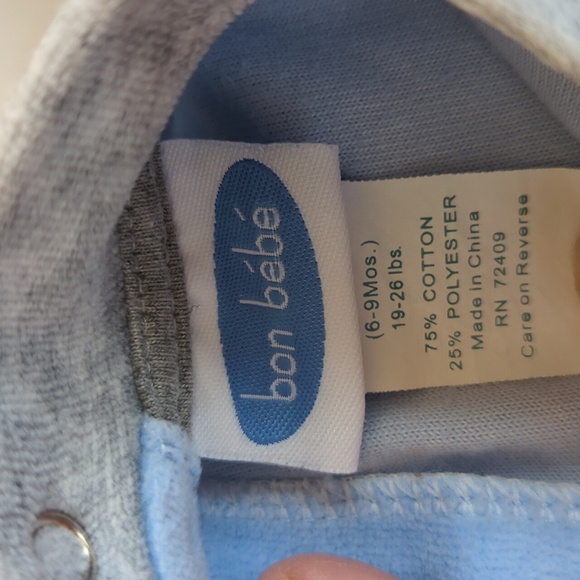 bon bébé
(6-9Mos.)
19-26 lbs.
75% COTTON
25% POLYESTER
Made In China
RN 72409
Care on Reverse